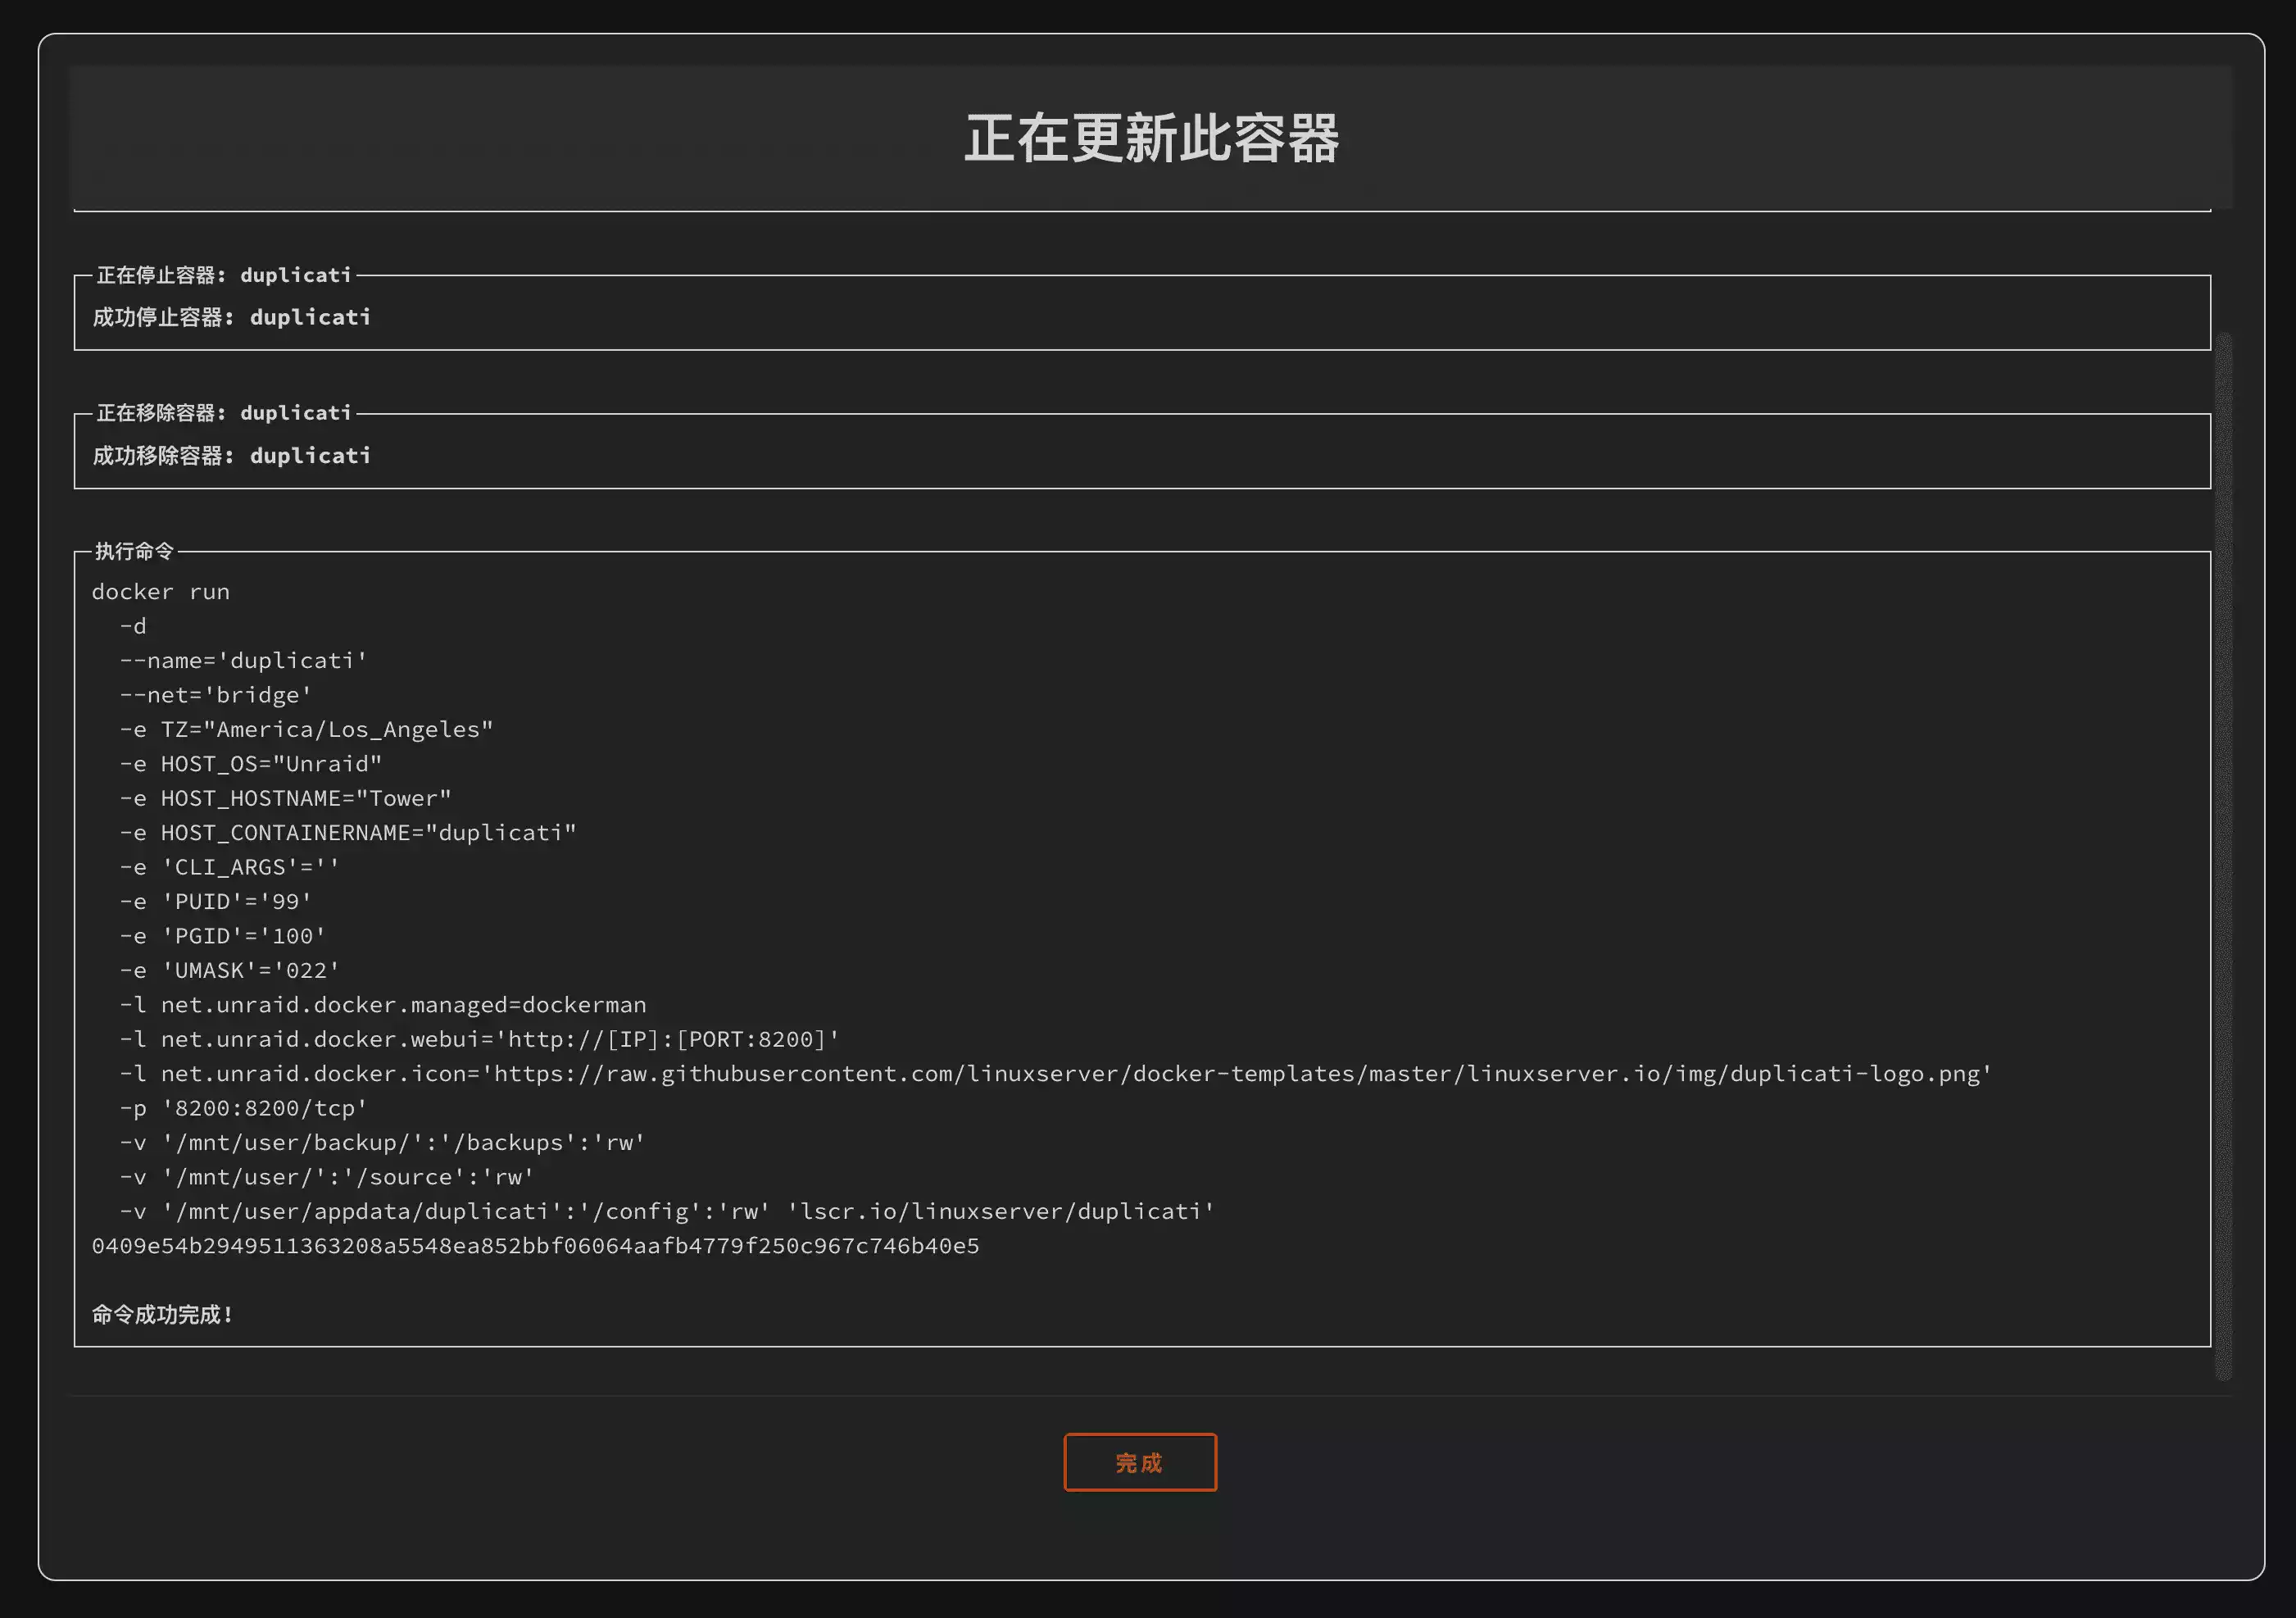 正在更新此容器
正在停止容器: duplicati
成功停止容器: duplicati
正在移除容器: duplicati
成功移除容器: duplicati
执行命令
docker run
  -d
  --name='duplicati'
  --net='bridge'
  -e TZ="America/Los_Angeles"
  -e HOST_OS="Unraid"
  -e HOST_HOSTNAME="Tower"
  -e HOST_CONTAINERNAME="duplicati"
  -e 'CLI_ARGS'=''
  -e 'PUID'='99'
  -e 'PGID'='100'
  -e 'UMASK'='022'
  -l net.unraid.docker.managed=dockerman
  -l net.unraid.docker.webui='http://[IP]:[PORT:8200]'
  -l net.unraid.docker.icon='https://raw.githubusercontent.com/linuxserver/docker-templates/master/linuxserver.io/img/duplicati-logo.png'
  -p '8200:8200/tcp'
  -v '/mnt/user/backup/':'/backups':'rw'
  -v '/mnt/user/':'/source':'rw'
  -v '/mnt/user/appdata/duplicati':'/config':'rw' 'lscr.io/linuxserver/duplicati'
0409e54b2949511363208a5548ea852bbf06064aafb4779f250c967c746b40e5
命令成功完成!
完成